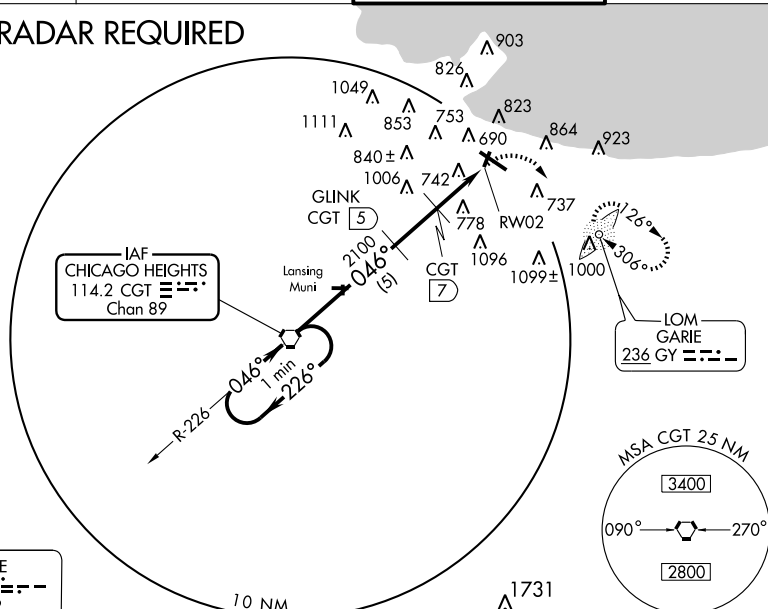 RADAR REQUIRED
903
826
1049
823
853
753
1111
690
864
923
840 ±
1006
742
737
GLINK
CGT 5
778
RW02
126°
2100
046°
(5)
1096
306°
IAF
CHICAGO HEIGHTS
114.2 CGT
Chan 89
Lansing
Muni
CGT
7
1099±
1000
LOM
GARIE
236 GY
046°
1 min
226°
R-226
MSA CGT 25 NM
3400
090°
270°
2800
E
1731
10 NM